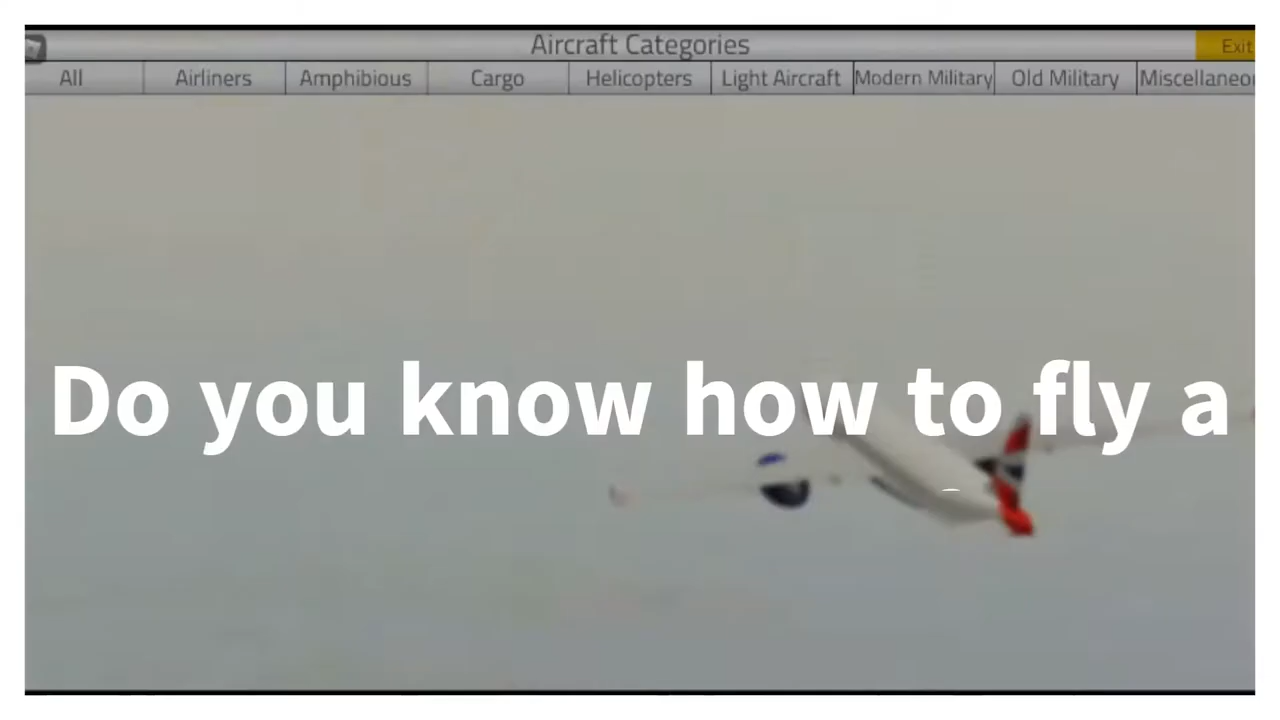 Aircraft Categories
Exit
All Airliners Amphibious Cargo Helicopters Light Aircraft Modern Military Old Military Miscellaneo
Do you know how to fly a